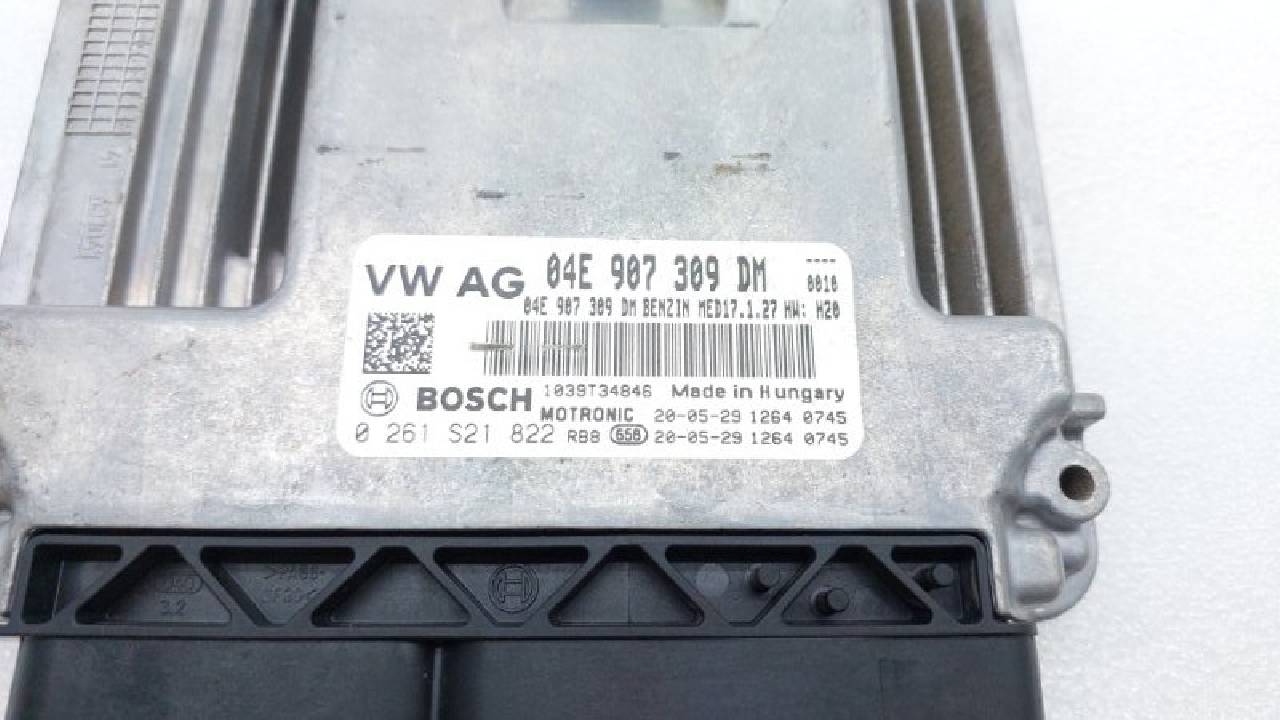 VW AG 04E 907 309 DM ----
0010
04E 907 309 DM BENZIN MED17.1.27 HW: H20
BOSCH 1039T34846 Made in Hungary
MOTRONIC 20-05-29 1264 0745
0 261 S21 822 RB8 658 20-05-29 1264 0745
3.2